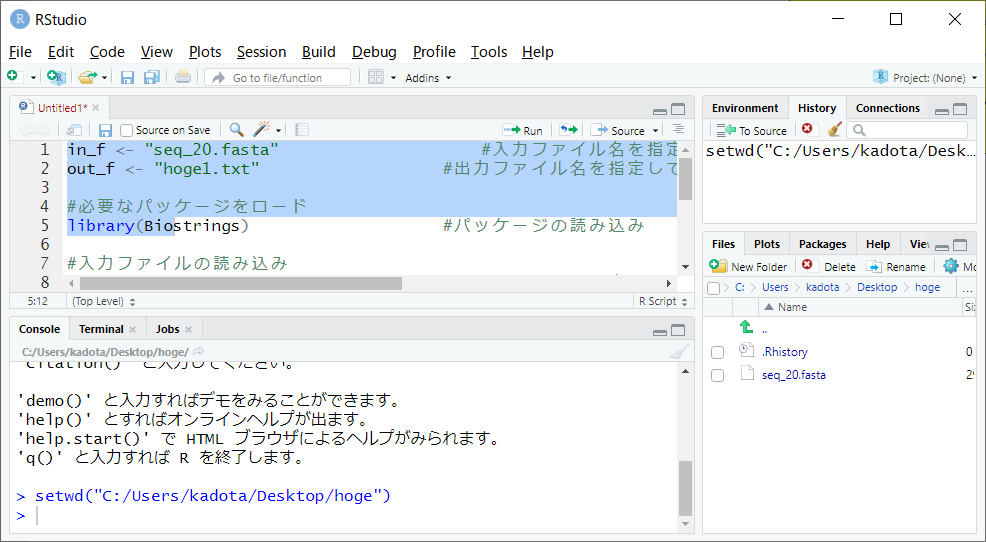 RStudio
File Edit Code View Plots Session Build Debug Profile Tools Help
Go to file/function Addins Project: (None)
Untitled1*
Source on Save Run Source
1 in_f <- "seq_20.fasta" #入力ファイル名を指定
2 out_f <- "hoge1.txt" #出力ファイル名を指定して
3
4 #必要なパッケージをロード
5 library(Biostrings) #パッケージの読み込み
6
7 #入力ファイルの読み込み
8
5:12 (Top Level) R Script
Console Terminal Jobs
C:/Users/kadota/Desktop/hoge/
'citation()' と入力してください。
'demo()' と入力すればデモをみることができます。
'help()' とすればオンラインヘルプが出ます。
'help.start()' で HTML ブラウザによるヘルプがみられます。
'q()' と入力すれば R を終了します。
> setwd("C:/Users/kadota/Desktop/hoge")
>
Environment History Connections
To Source
setwd("C:/Users/kadota/Desk...
Files Plots Packages Help
New Folder Delete Rename
C: Users kadota Desktop hoge ...
Name
..
.Rhistory 0
seq_20.fasta